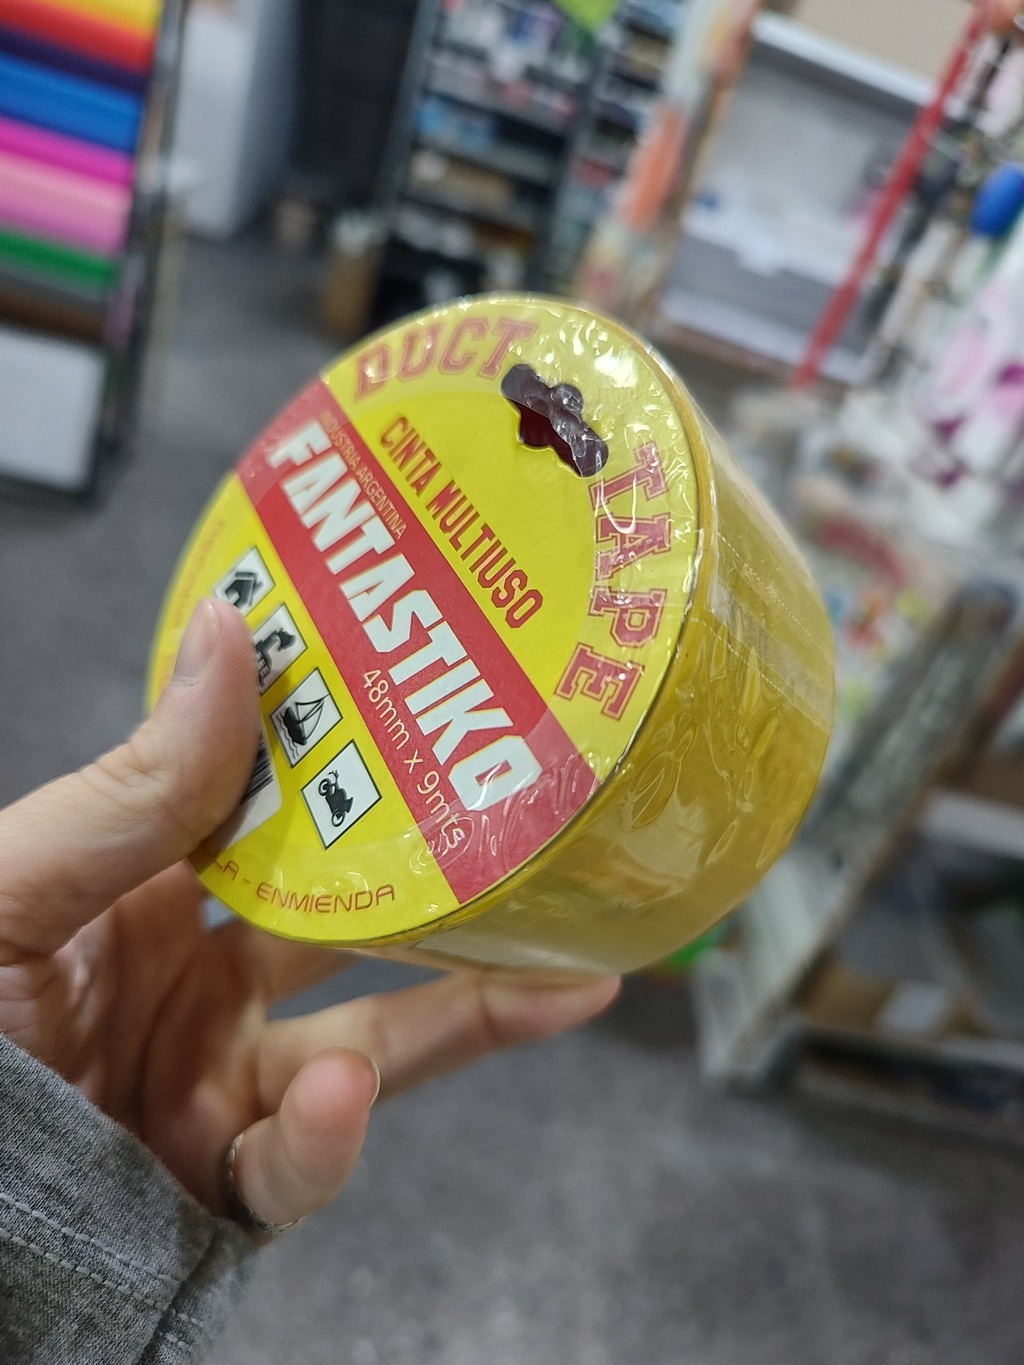 DUCT TAPE
CINTA MULTIUSO
INDUSTRIA ARGENTINA
FANTASTIKO
48mm x 9mts
- ENMIENDA